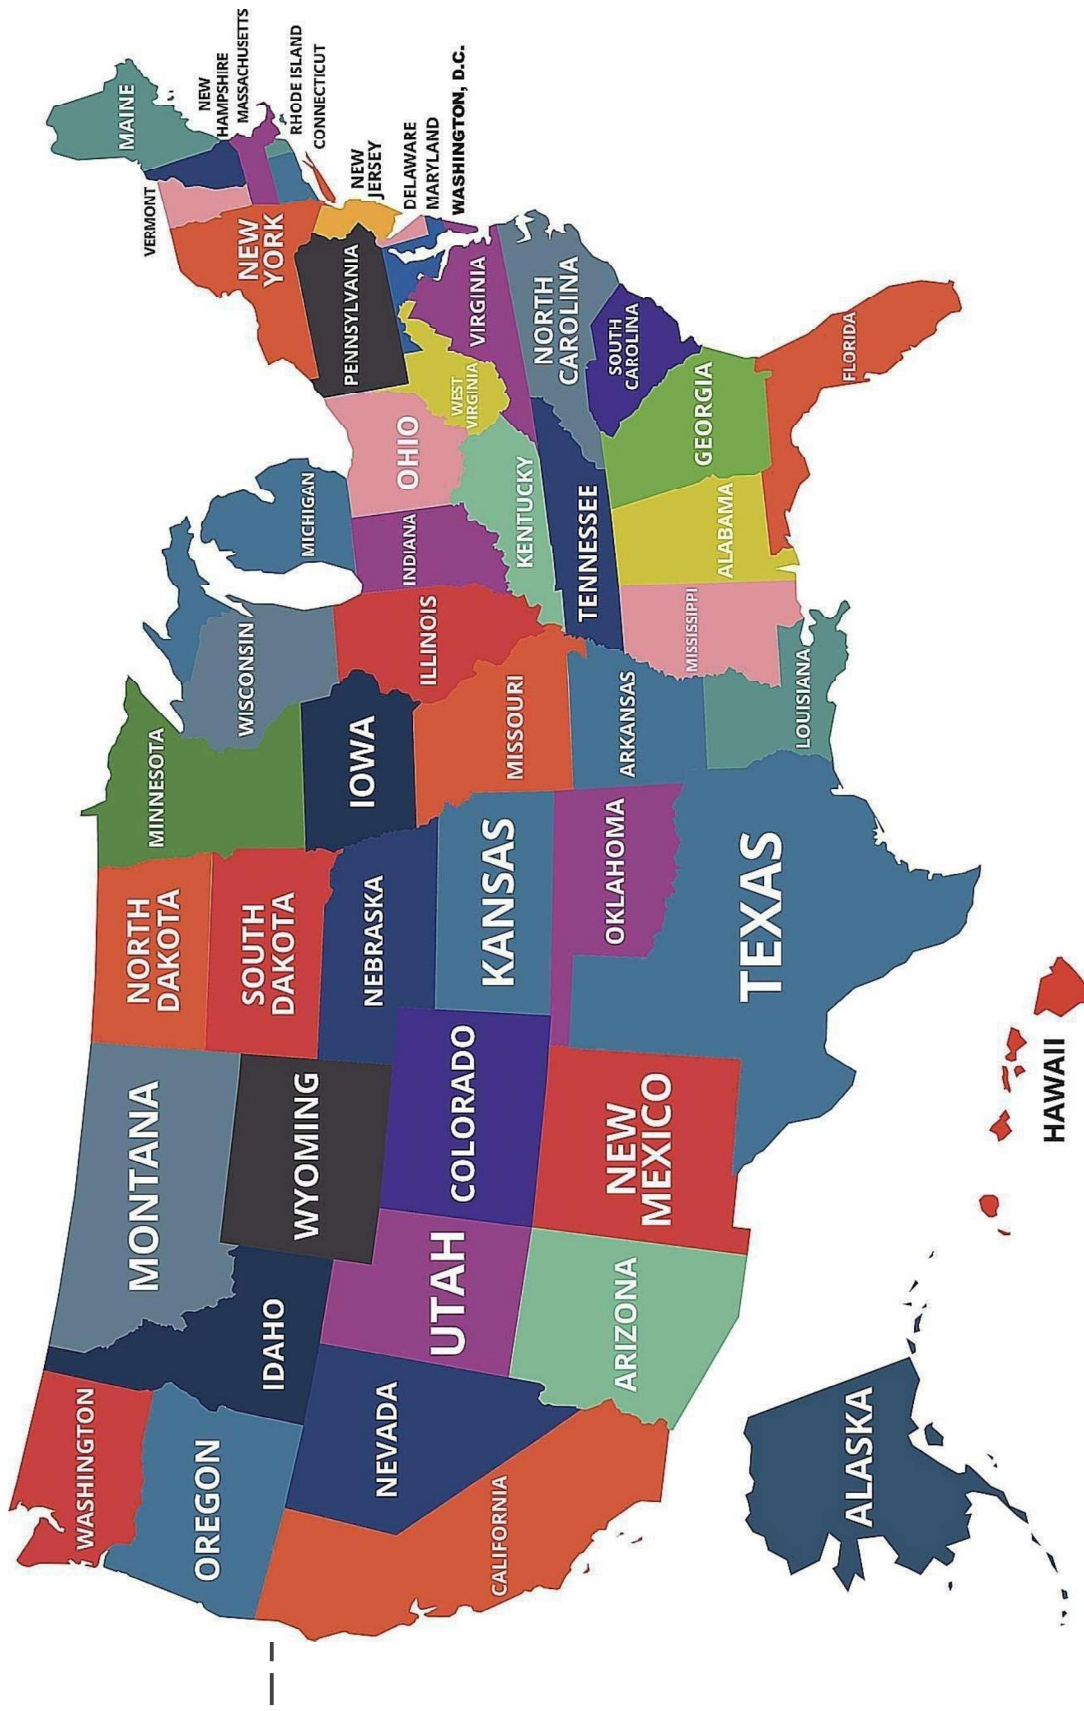 WASHINGTON
OREGON
CALIFORNIA
NEVADA
IDAHO
MONTANA
WYOMING
UTAH
ARIZONA
COLORADO
NEW
MEXICO
NORTH
DAKOTA
SOUTH
DAKOTA
NEBRASKA
KANSAS
OKLAHOMA
TEXAS
MINNESOTA
IOWA
MISSOURI
ARKANSAS
LOUISIANA
WISCONSIN
ILLINOIS
MICHIGAN
INDIANA
OHIO
KENTUCKY
TENNESSEE
MISSISSIPPI
ALABAMA
GEORGIA
FLORIDA
SOUTH
CAROLINA
NORTH
CAROLINA
VIRGINIA
WEST
VIRGINIA
PENNSYLVANIA
NEW
YORK
VERMONT
MAINE
NEW
HAMPSHIRE
MASSACHUSETTS
RHODE ISLAND
CONNECTICUT
NEW
JERSEY
DELAWARE
MARYLAND
WASHINGTON, D.C.
ALASKA
HAWAII